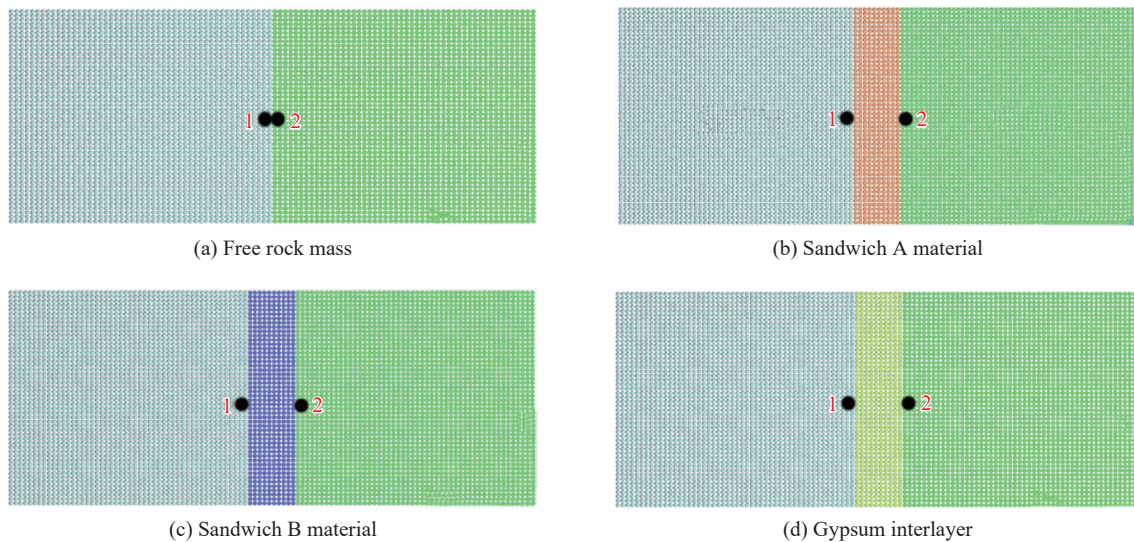 1 2
(a) Free rock mass
1 2
(b) Sandwich A material
1 2
(c) Sandwich B material
1 2
(d) Gypsum interlayer